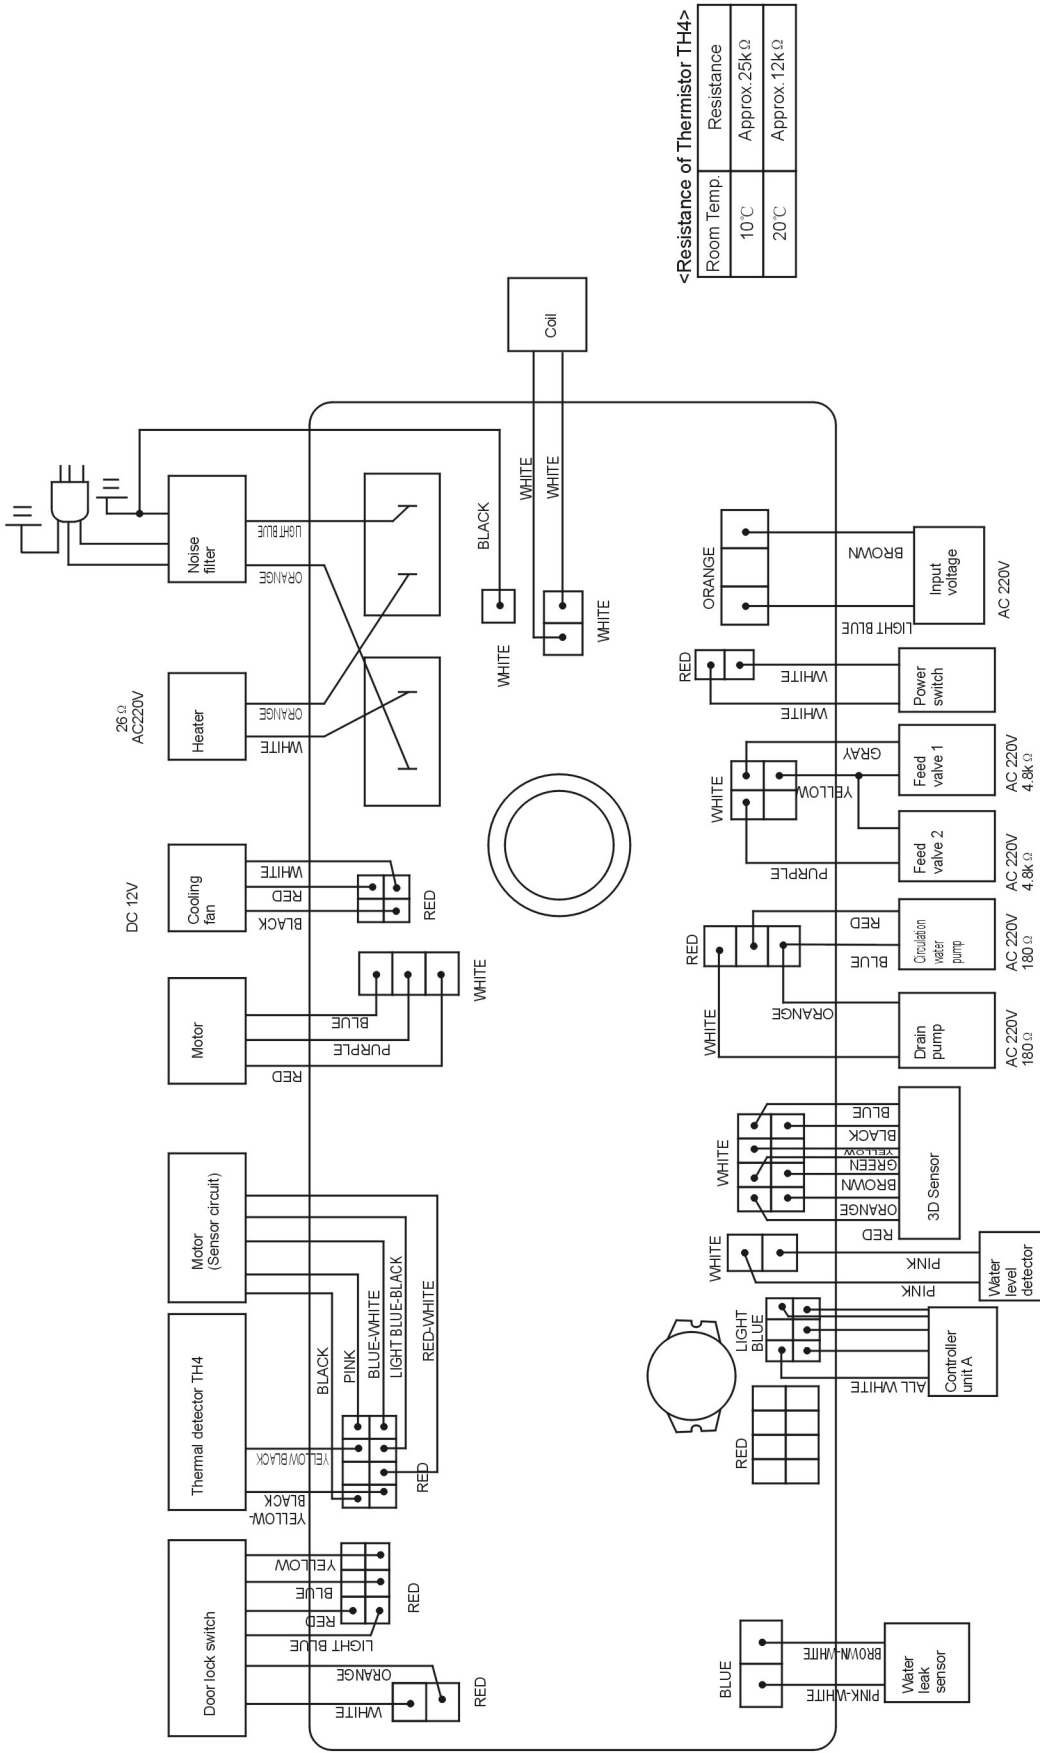 <Resistance of Thermistor TH4>
Room Temp. Resistance
10℃ Approx.25kΩ
20℃ Approx.12kΩ
Door lock switch
WHITE
ORANGE
LIGHT BLUE
RED
BLUE
YELLOW
RED
RED
Thermal detector TH4
YELLOW-
BLACK
YELLOW BLACK
Motor
(Sensor circuit)
BLACK
PINK
BLUE-WHITE
LIGHT BLUE-BLACK
RED-WHITE
RED
Motor
RED
PURPLE
BLUE
WHITE
DC 12V
Cooling
fan
BLACK
RED
WHITE
RED
26Ω
AC220V
Heater
WHITE
ORANGE
Noise
filter
ORANGE
LIGHT BLUE
BLACK
WHITE
WHITE
WHITE
WHITE
Coil
BLUE
PINK-WHITE
BROWN-WHITE
Water
leak
sensor
RED
LIGHT
BLUE
ALL WHITE
Controller
unit A
WHITE
PINK
PINK
Water
level
detector
WHITE
RED
ORANGE
BROWN
GREEN
YELLOW
BLACK
BLUE
3D Sensor
RED
WHITE
ORANGE
BLUE
RED
Drain
pump
AC 220V
180Ω
Circulation
water
pump
AC 220V
180Ω
WHITE
PURPLE
YELLOW
GRAY
Feed
valve 2
AC 220V
4.8kΩ
Feed
valve 1
AC 220V
4.8kΩ
RED
WHITE
WHITE
Power
switch
ORANGE
LIGHT BLUE
BROWN
Input
voltage
AC 220V